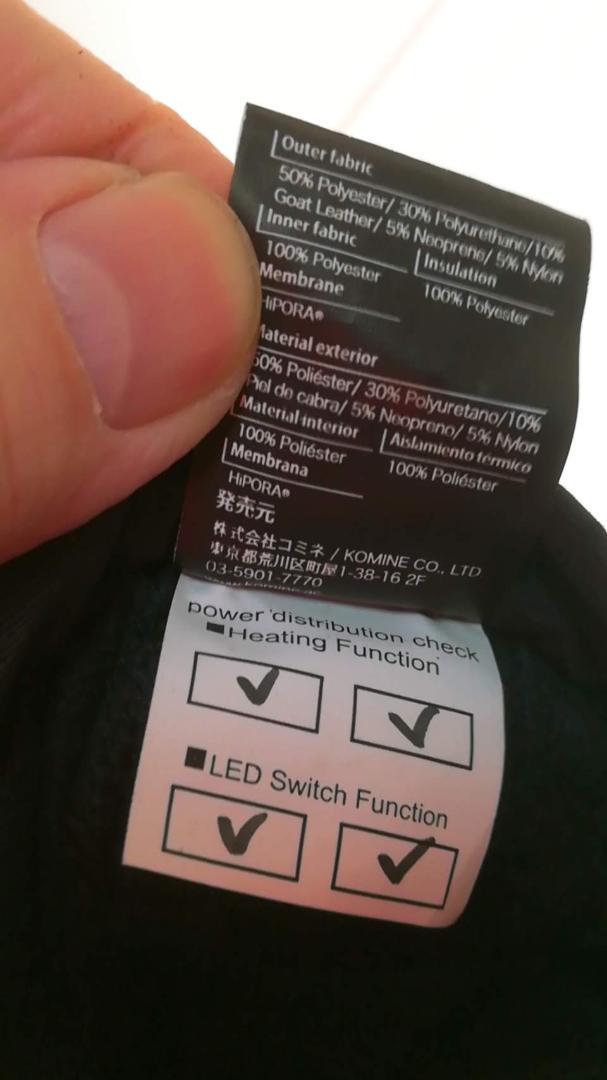 Outer fabric
50% Polyester/ 30% Polyurethane/10%
Goat Leather/ 5% Neoprene/ 5% Nylon
Inner fabric
Insulation
100% Polyester
100% Polyester
Membrane
HiPORA®
Material exterior
50% Poliéster/ 30% Polyuretano/10%
Piel de cabra/ 5% Neopreno/ 5% Nylon
Material interior
Aislamiento térmico
100% Poliéster
100% Poliéster
Membrana
HiPORA®
発売元
株式会社コミネ / KOMINE CO., LTD
東京都荒川区町屋1-38-16 2F
03-5901-7770
power distribution check
■Heating Function
■LED Switch Function